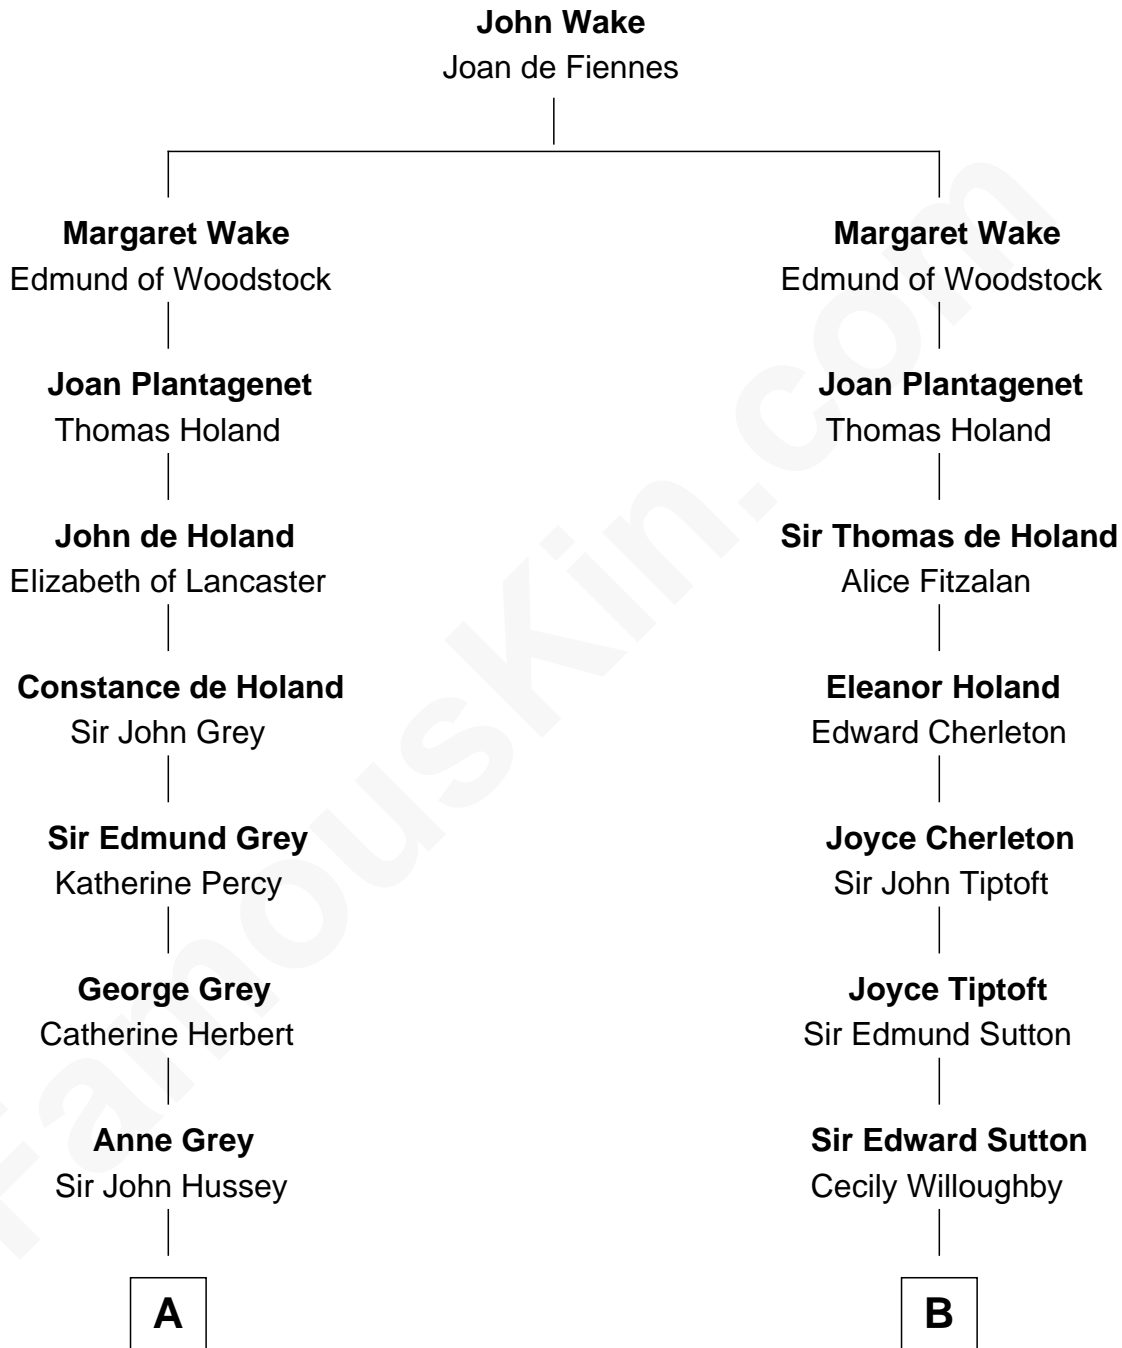 John Wake
Joan de Fiennes
Margaret Wake
Edmund of Woodstock
Joan Plantagenet
Thomas Holand
John de Holand
Elizabeth of Lancaster
Constance de Holand
Sir John Grey
Sir Edmund Grey
Katherine Percy
George Grey
Catherine Herbert
Anne Grey
Sir John Hussey
A
Margaret Wake
Edmund of Woodstock
Joan Plantagenet
Thomas Holand
Sir Thomas de Holand
Alice Fitzalan
Eleanor Holand
Edward Cherleton
Joyce Cherleton
Sir John Tiptoft
Joyce Tiptoft
Sir Edmund Sutton
Sir Edward Sutton
Cecily Willoughby
B
FamousKin.com